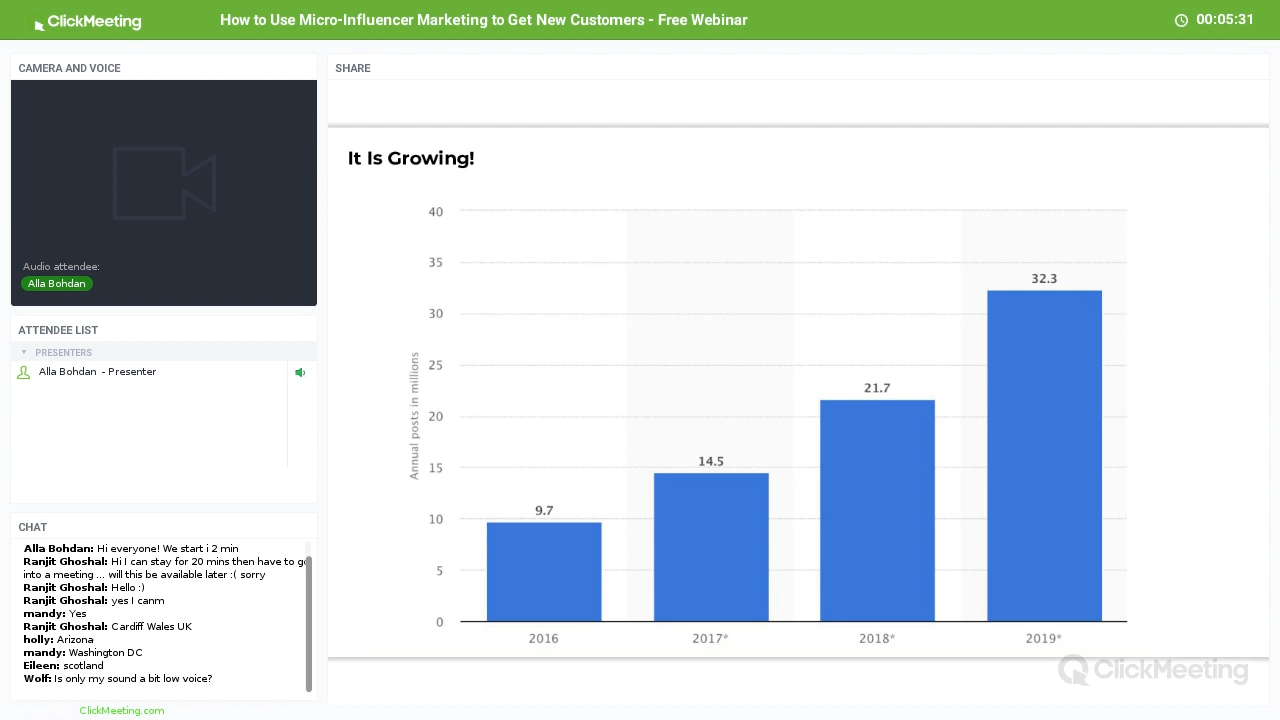 ClickMeeting
How to Use Micro-Influencer Marketing to Get New Customers - Free Webinar
00:05:31
CAMERA AND VOICE
Audio attendee:
Alla Bohdan
ATTENDEE LIST
PRESENTERS
Alla Bohdan - Presenter
CHAT
Alla Bohdan: Hi everyone! We start i 2 min
Ranjit Ghoshal: Hi I can stay for 20 mins then have to go
into a meeting ... will this be available later :( sorry
Ranjit Ghoshal: Hello :)
Ranjit Ghoshal: yes I canm
mandy: Yes
Ranjit Ghoshal: Cardiff Wales UK
holly: Arizona
mandy: Washington DC
Eileen: scotland
Wolf: Is only my sound a bit low voice?
ClickMeeting.com
SHARE
It Is Growing!
Annual posts in millions
40
35
30
25
20
15
10
5
0
9.7
14.5
21.7
32.3
2016
2017*
2018*
2019*
ClickMeeting